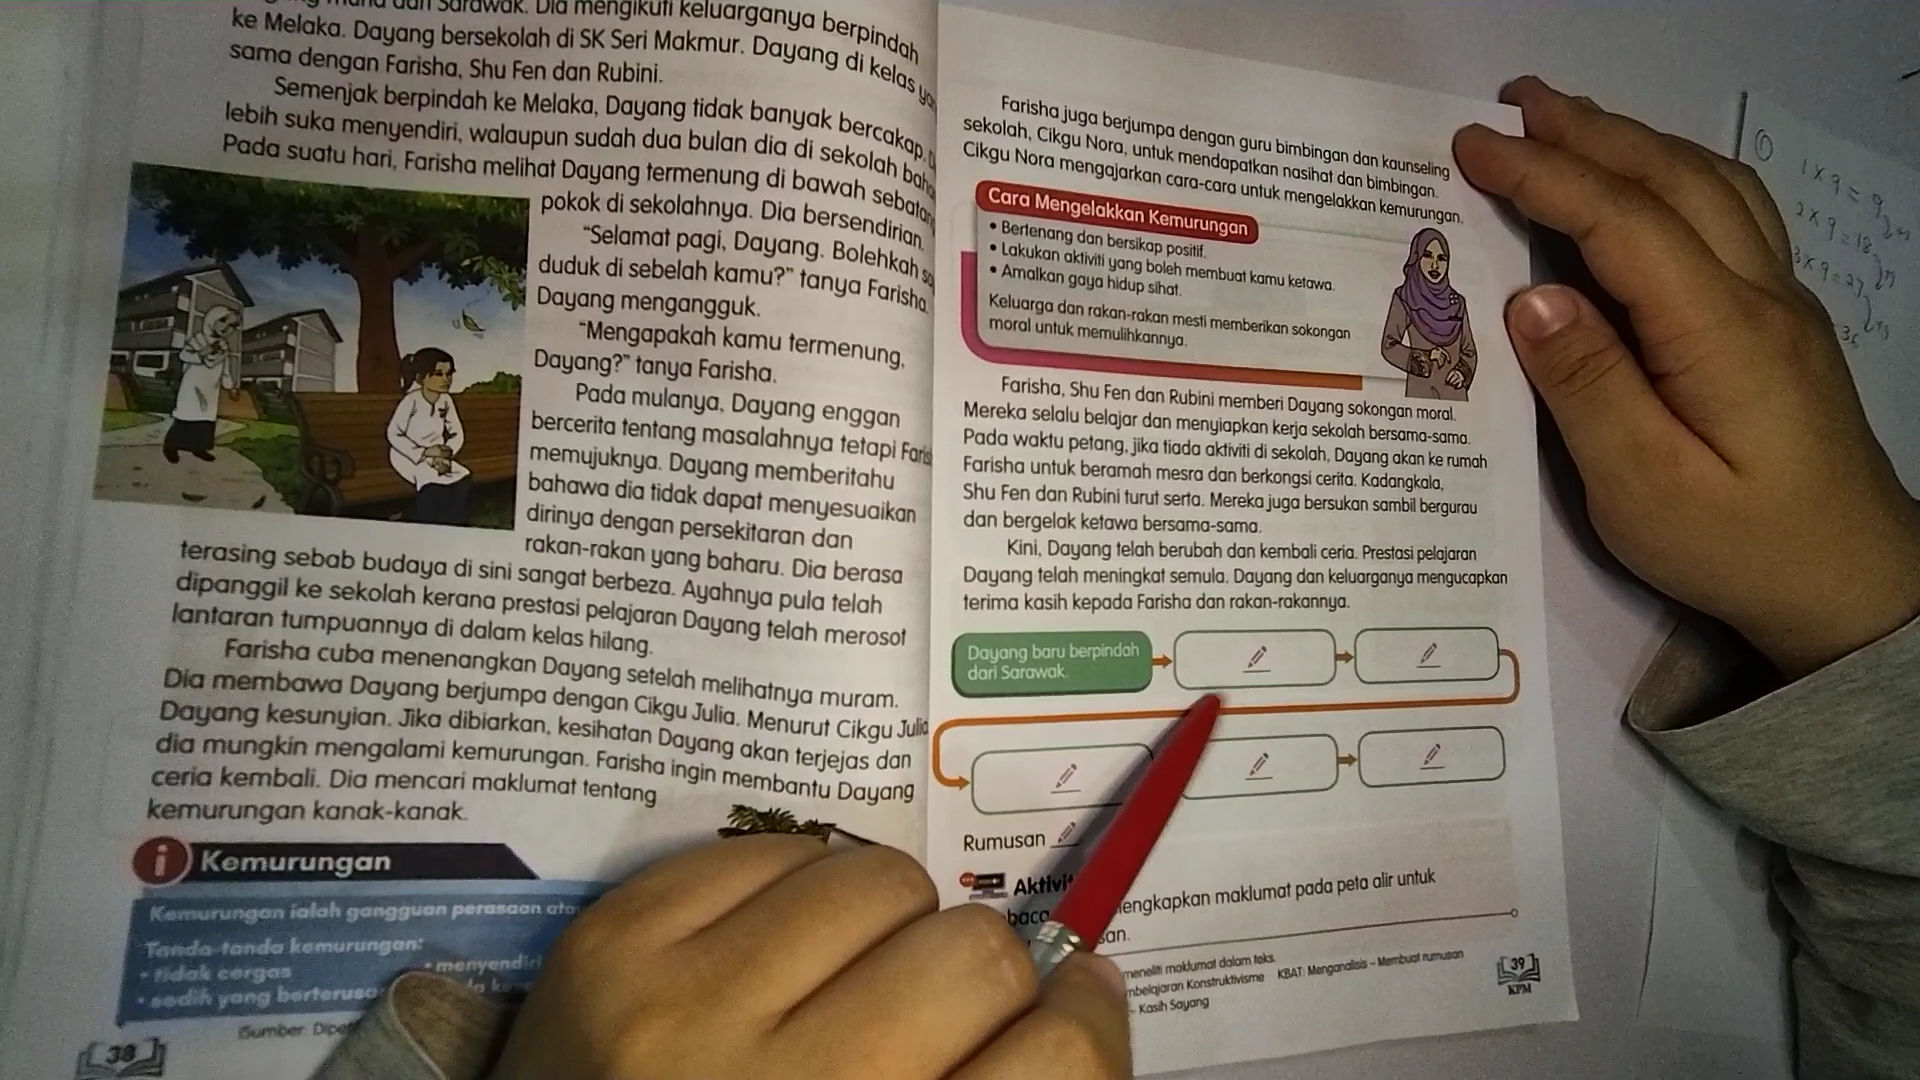 dan Sarawak. Dia mengikuti keluarganya berpindah
ke Melaka. Dayang bersekolah di SK Seri Makmur. Dayang di kelas
sama dengan Farisha, Shu Fen dan Rubini.
Semenjak berpindah ke Melaka, Dayang tidak banyak bercakap.
lebih suka menyendiri, walaupun sudah dua bulan dia di sekolah
Pada suatu hari, Farisha melihat Dayang termenung di bawah
pokok di sekolahnya. Dia bersendirian.
“Selamat pagi, Dayang. Bolehkah
duduk di sebelah kamu?” tanya Farisha.
Dayang mengangguk.
“Mengapakah kamu termenung,
Dayang?” tanya Farisha.
Pada mulanya, Dayang enggan
bercerita tentang masalahnya tetapi
memujuknya. Dayang memberitahu
bahawa dia tidak dapat menyesuaikan
dirinya dengan persekitaran dan
rakan-rakan yang baharu. Dia berasa
terasing sebab budaya di sini sangat berbeza. Ayahnya pula telah
dipanggil ke sekolah kerana prestasi pelajaran Dayang telah merosot
lantaran tumpuannya di dalam kelas hilang.
Farisha cuba menenangkan Dayang setelah melihatnya muram.
Dia membawa Dayang berjumpa dengan Cikgu Julia. Menurut Cikgu Julia
Dayang kesunyian. Jika dibiarkan, kesihatan Dayang akan terjejas dan
dia mungkin mengalami kemurungan. Farisha ingin membantu Dayang
ceria kembali. Dia mencari maklumat tentang
kemurungan kanak-kanak.
i Kemurungan
Kemurungan ialah gangguan perasaan
Tanda-tanda kemurungan:
• tidak cergas
• menyendiri
• sedih yang
(Sumber:
38
Farisha juga berjumpa dengan guru bimbingan dan kaunseling
sekolah, Cikgu Nora, untuk mendapatkan nasihat dan bimbingan.
Cikgu Nora mengajarkan cara-cara untuk mengelakkan kemurungan.
Cara Mengelakkan Kemurungan
• Bertenang dan bersikap positif.
• Lakukan aktiviti yang boleh membuat kamu ketawa.
• Amalkan gaya hidup sihat.
Keluarga dan rakan-rakan mesti memberikan sokongan
moral untuk memulihkannya.
Farisha, Shu Fen dan Rubini memberi Dayang sokongan moral.
Mereka selalu belajar dan menyiapkan kerja sekolah bersama-sama.
Pada waktu petang, jika tiada aktiviti di sekolah, Dayang akan ke rumah
Farisha untuk beramah mesra dan berkongsi cerita. Kadangkala,
Shu Fen dan Rubini turut serta. Mereka juga bersukan sambil bergurau
dan bergelak ketawa bersama-sama.
Kini, Dayang telah berubah dan kembali ceria. Prestasi pelajaran
Dayang telah meningkat semula. Dayang dan keluarganya mengucapkan
terima kasih kepada Farisha dan rakan-rakannya.
Dayang baru berpindah
dari Sarawak.
Rumusan
maklumat pada peta alir untuk
meneliti maklumat dalam teks.
Konstruktivisme KBAT: Menganalisis – Membuat rumusan
– Kasih Sayang
39
KPM
1
1 x 9 = 9
2 x 9 = 18
3 x 9 = 27